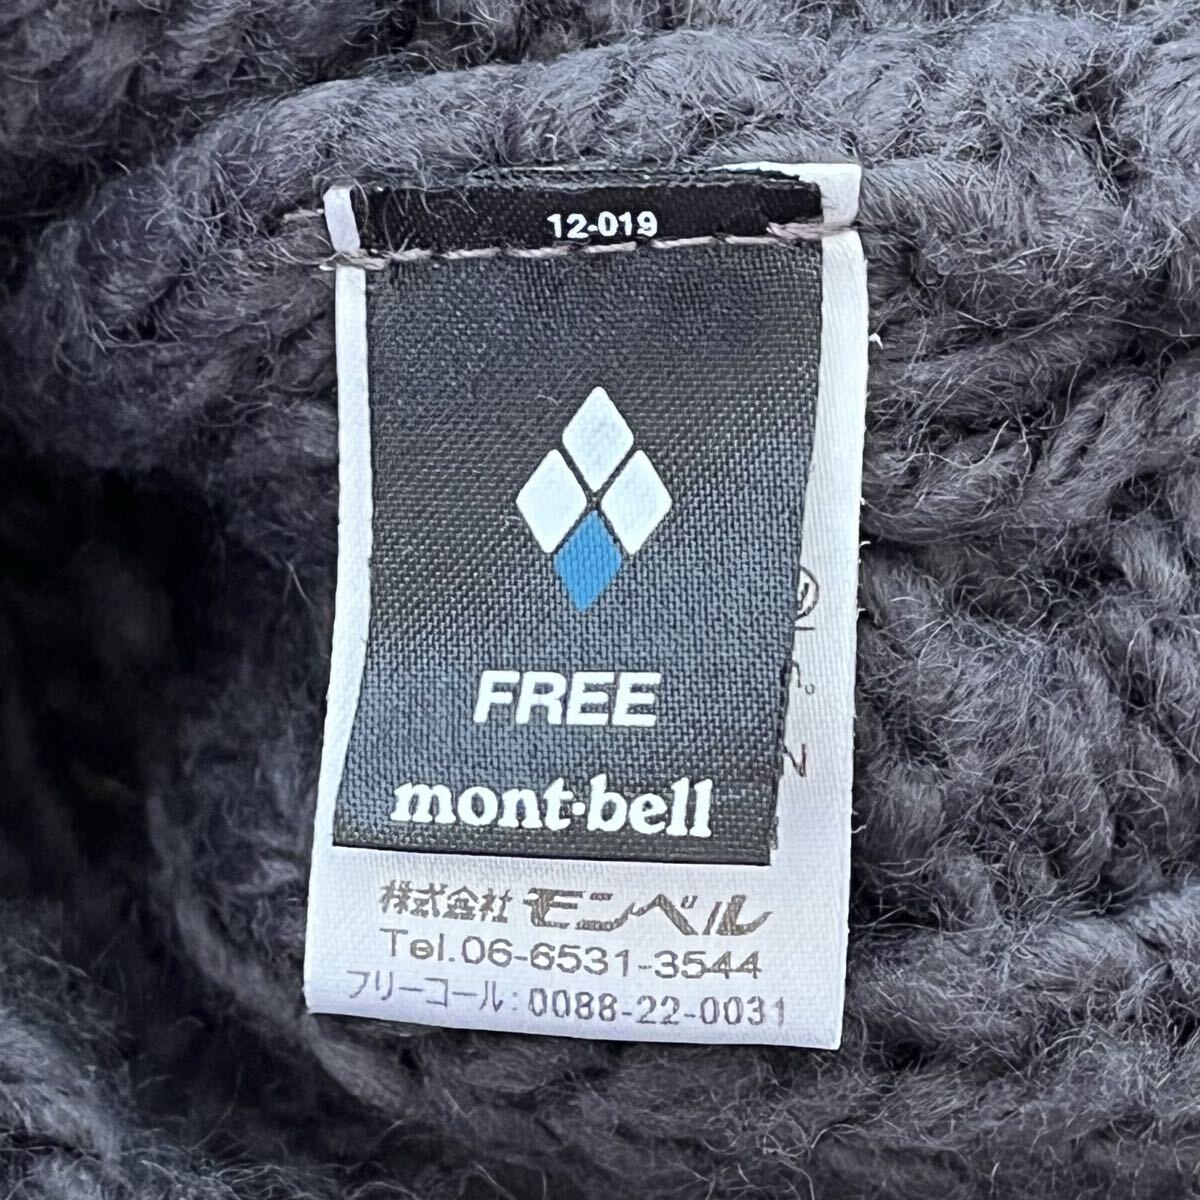 12-019
FREE
mont·bell
株式会社 モンベル
Tel.06-6531-3544
フリーコール:0088-22-0031